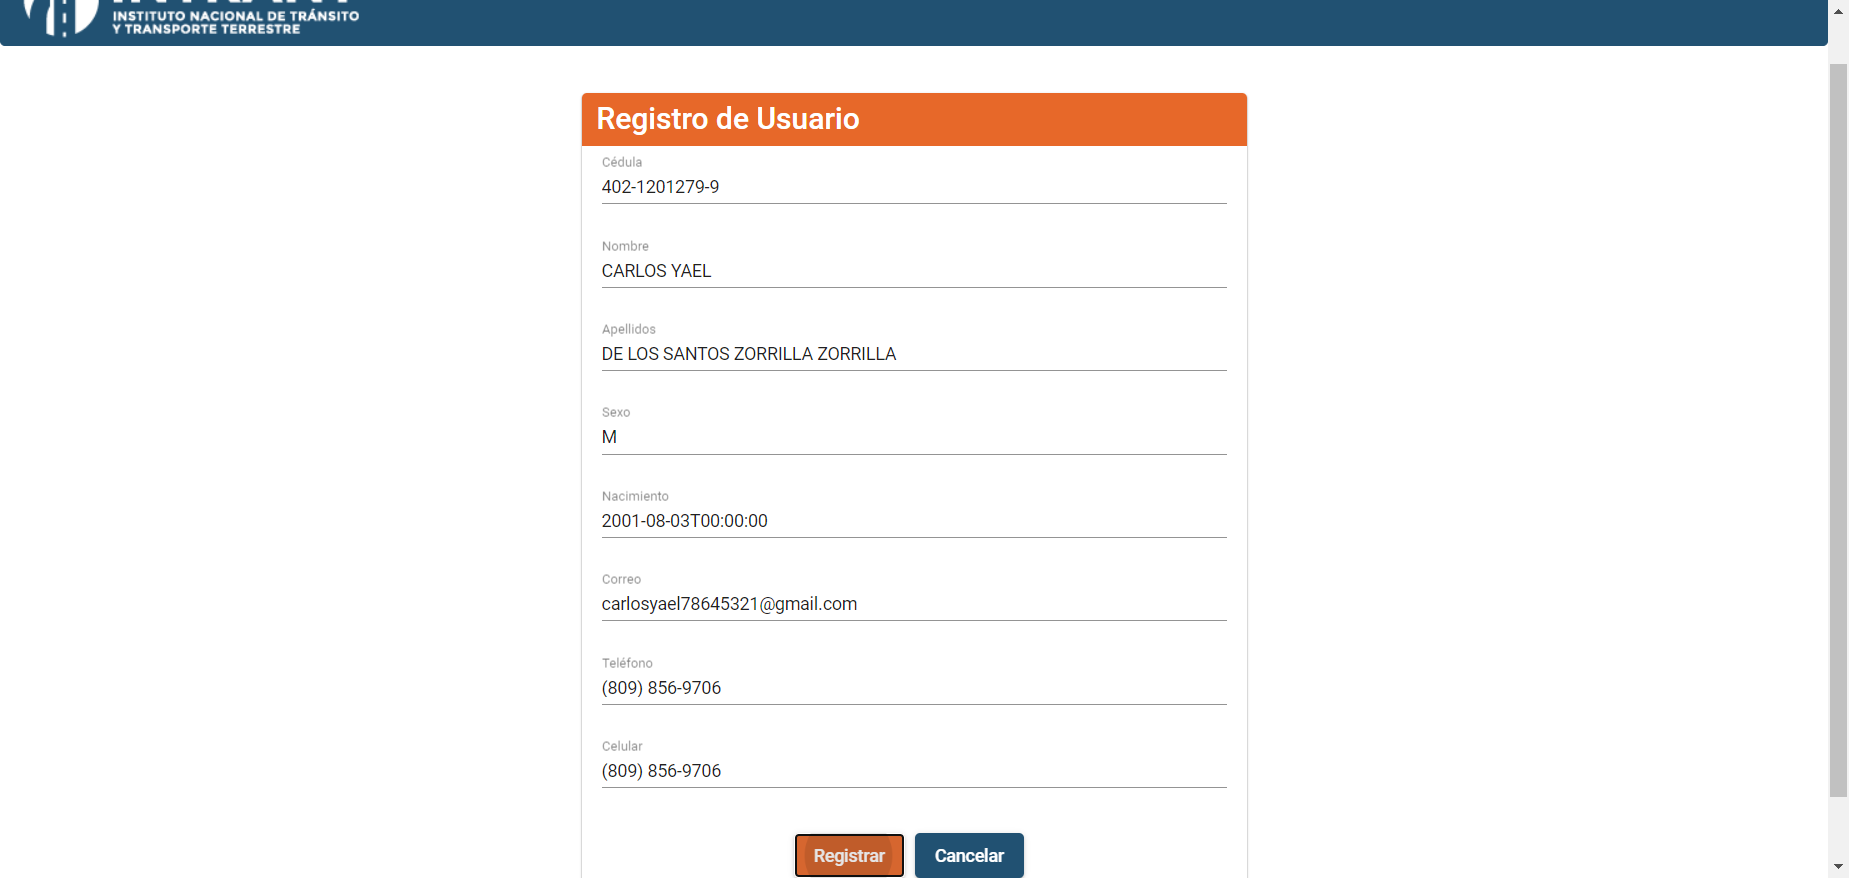 INSTITUTO NACIONAL DE TRÁNSITO
Y TRANSPORTE TERRESTRE
Registro de Usuario
Cédula
402-1201279-9
Nombre
CARLOS YAEL
Apellidos
DE LOS SANTOS ZORRILLA ZORRILLA
Sexo
M
Nacimiento
2001-08-03T00:00:00
Correo
carlosyael78645321@gmail.com
Teléfono
(809) 856-9706
Celular
(809) 856-9706
Registrar Cancelar